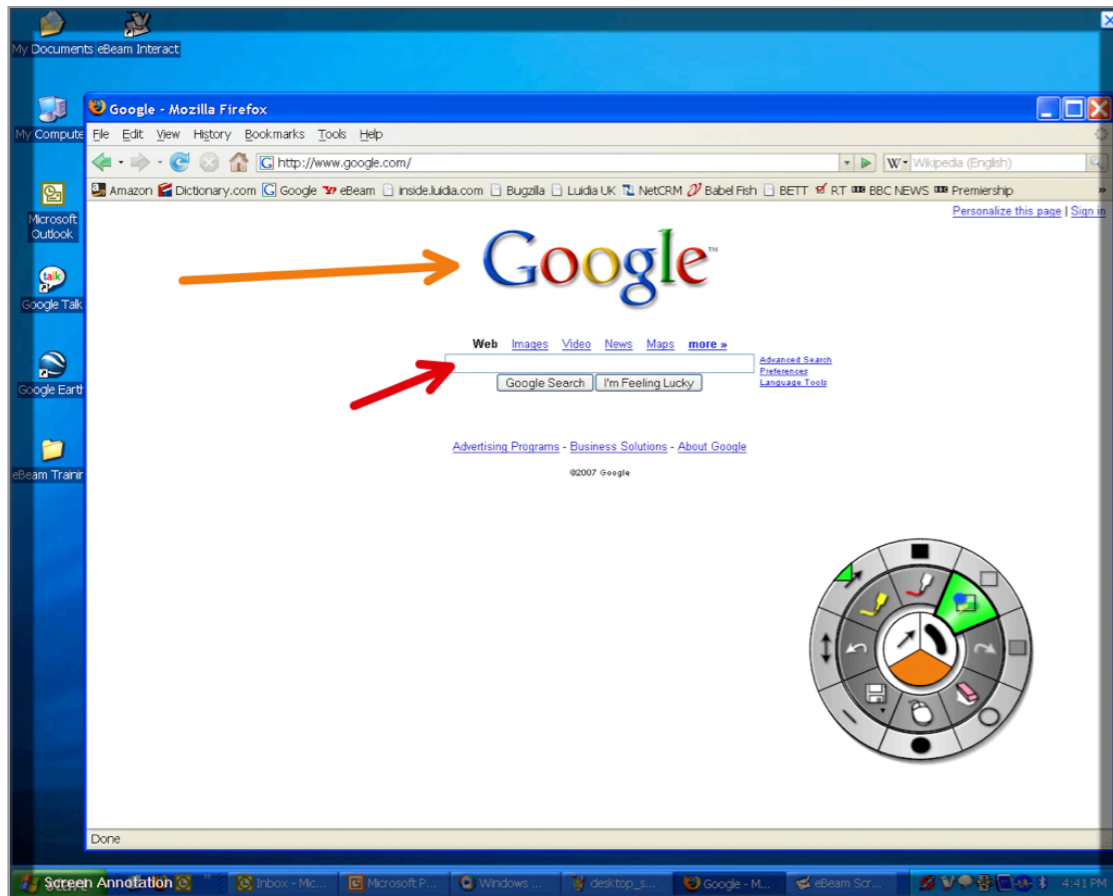 My Documents eBeam Interact
Google - Mozilla Firefox
My Compute
File Edit View History Bookmarks Tools Help
http://www.google.com/
Wikipedia (English)
Amazon Dictionary.com Google eBeam inside.luidia.com Bugzilla Luidia UK NetCRM Babel Fish BETT RT BBC NEWS Premiership »
Personalize this page | Sign in
Microsoft
Outlook
Google™
talk
Google Talk
Web Images Video News Maps more »
Advanced Search
Preferences
Language Tools
Google Search I'm Feeling Lucky
Google Earth
Advertising Programs - Business Solutions - About Google
©2007 Google
eBeam Trainin
Done
Screen Annotation Inbox - Mic... Microsoft P... Windows ... desktop_s... Google - M... eBeam Scr... 4:41 PM